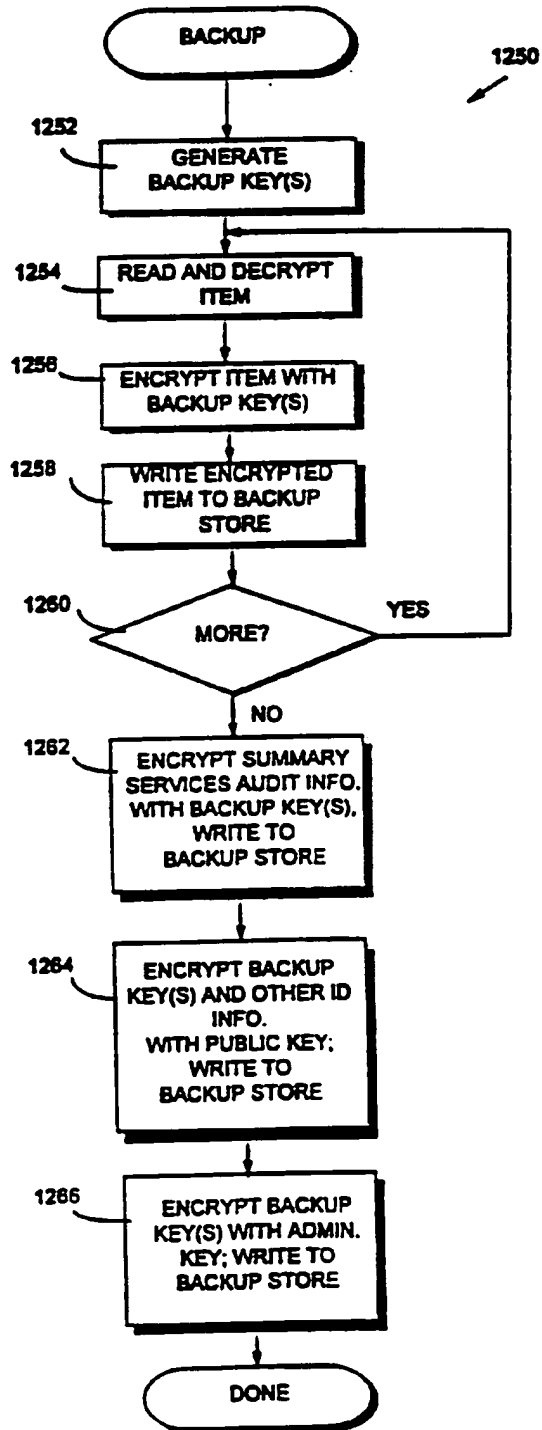 BACKUP
1250
1252
GENERATE
BACKUP KEY(S)
1254
READ AND DECRYPT
ITEM
1256
ENCRYPT ITEM WITH
BACKUP KEY(S)
1258
WRITE ENCRYPTED
ITEM TO BACKUP
STORE
1260
MORE?
YES
NO
1262
ENCRYPT SUMMARY
SERVICES AUDIT INFO.
WITH BACKUP KEY(S),
WRITE TO
BACKUP STORE
1264
ENCRYPT BACKUP
KEY(S) AND OTHER ID
INFO.
WITH PUBLIC KEY;
WRITE TO
BACKUP STORE
1266
ENCRYPT BACKUP
KEY(S) WITH ADMIN.
KEY; WRITE TO
BACKUP STORE
DONE